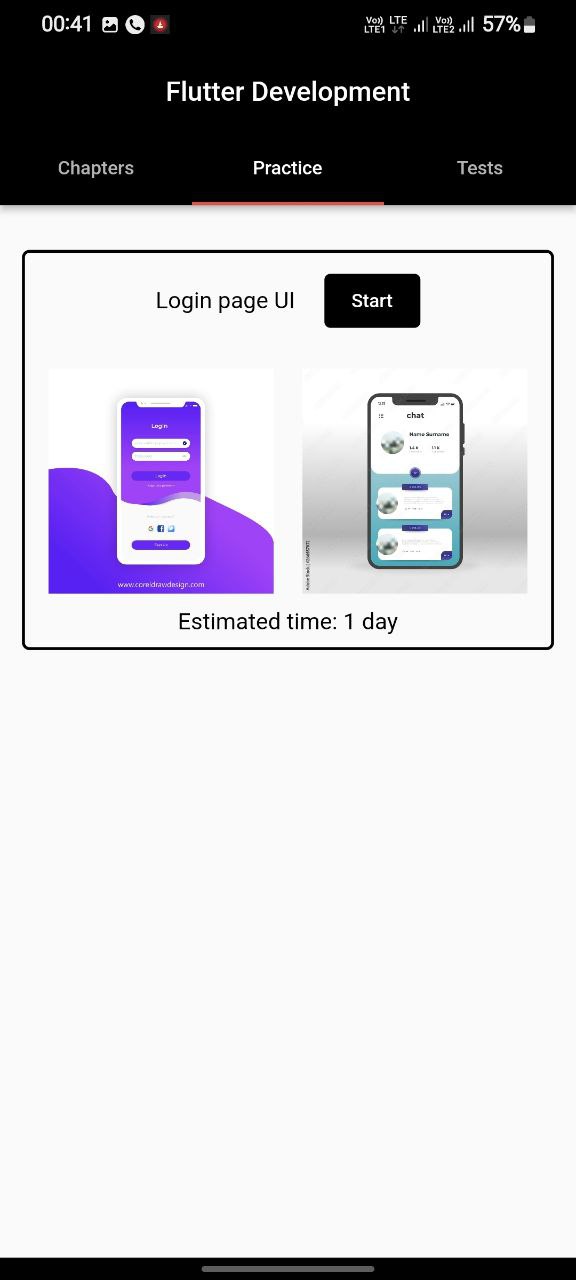 00:41
Vo)) LTE1 LTE Vo)) LTE2 57%
Flutter Development
Chapters Practice Tests
Login page UI Start
Login
Login
www.coreldrawdesign.com
chat
Name Surname
Estimated time: 1 day